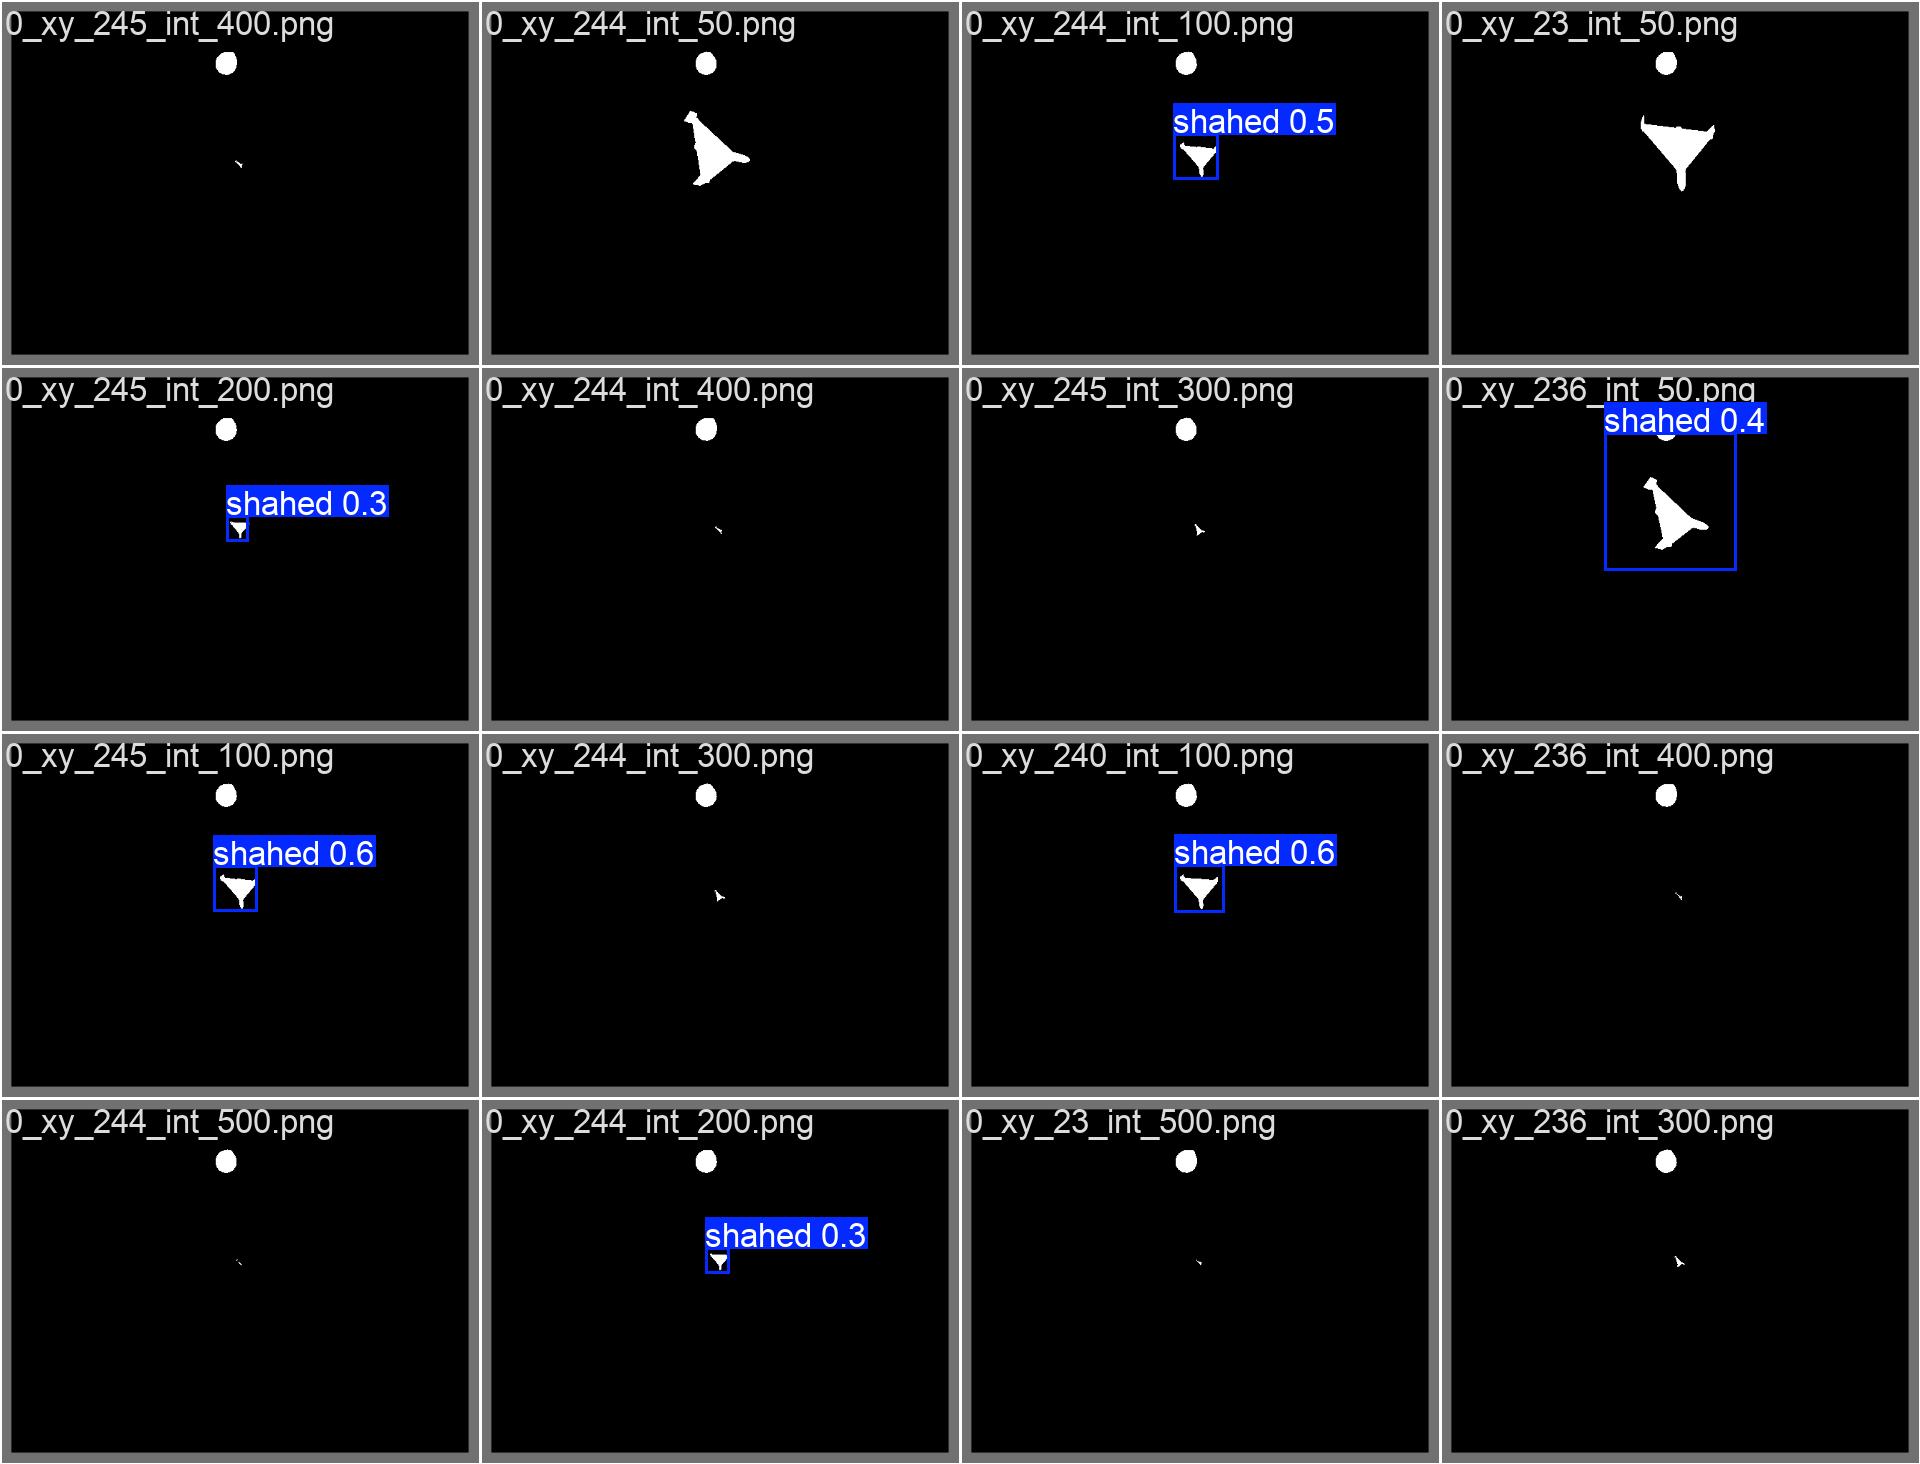 0_xy_245_int_400.png
0_xy_244_int_50.png
0_xy_244_int_100.png
shahed 0.5
0_xy_23_int_50.png
0_xy_245_int_200.png
shahed 0.3
0_xy_244_int_400.png
0_xy_245_int_300.png
0_xy_236_int_50.png
shahed 0.4
0_xy_245_int_100.png
shahed 0.6
0_xy_244_int_300.png
0_xy_240_int_100.png
shahed 0.6
0_xy_236_int_400.png
0_xy_244_int_500.png
0_xy_244_int_200.png
shahed 0.3
0_xy_23_int_500.png
0_xy_236_int_300.png